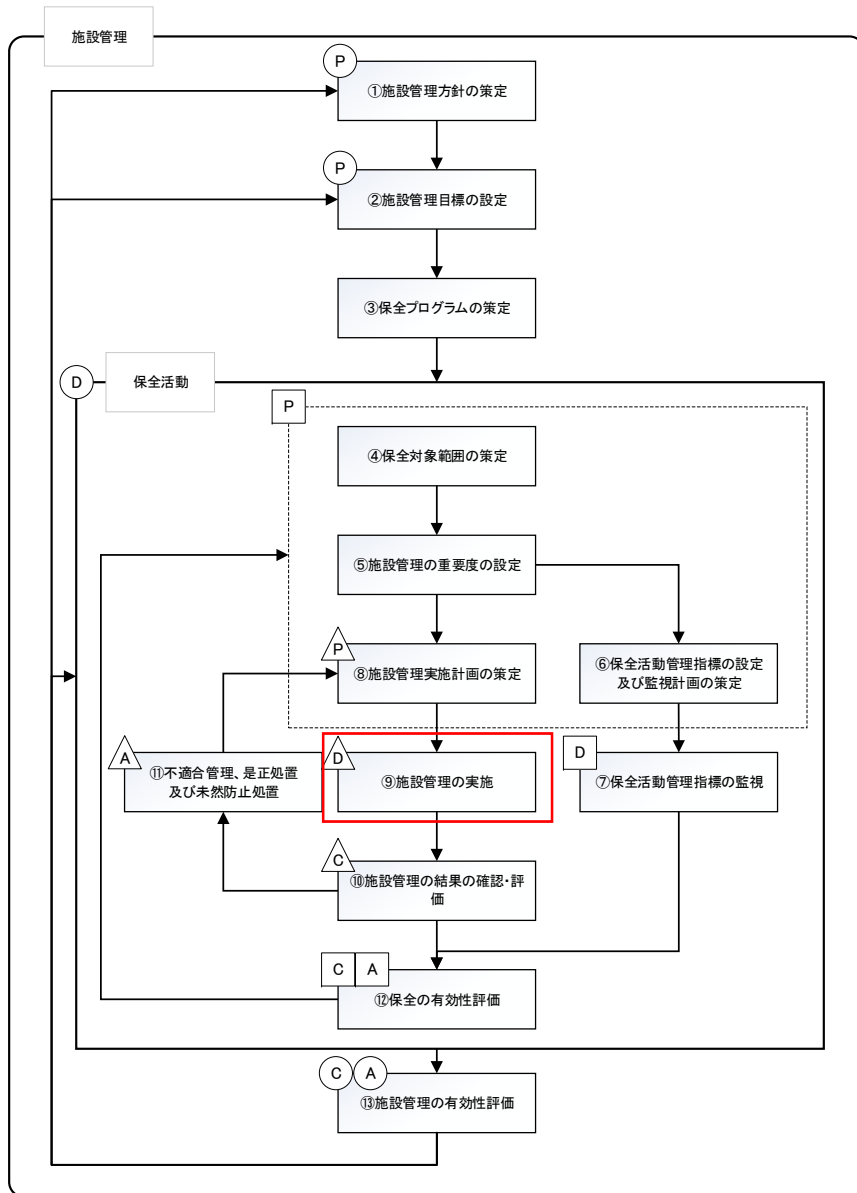 施設管理
P
①施設管理方針の策定
P
②施設管理目標の設定
③保全プログラムの策定
D
保全活動
P
④保全対象範囲の策定
⑤施設管理の重要度の設定
P
⑧施設管理実施計画の策定
⑥保全活動管理指標の設定
及び監視計画の策定
A
⑪不適合管理、是正処置
及び未然防止処置
D
⑨施設管理の実施
D
⑦保全活動管理指標の監視
C
⑩施設管理の結果の確認・評
価
C
A
⑫保全の有効性評価
C
A
⑬施設管理の有効性評価